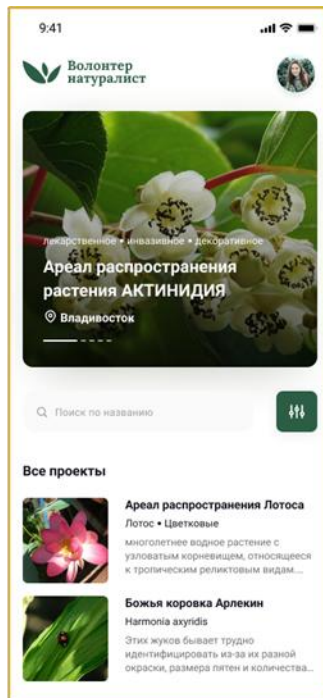 9:41
Волонтер
натуралист
лекарственное • инвазивное • декоративное
Ареал распространения
растения АКТИНИДИЯ
Владивосток
Поиск по названию
Все проекты
Ареал распространения Лотоса
Лотос • Цветковые
многолетнее водное растение с
узловатым корневищем, относящееся
к тропическим реликтовым видам....
Божья коровка Арлекин
Harmonia axyridis
Этих жуков бывает трудно
идентифицировать из-за их разной
окраски, размера пятен и количества...